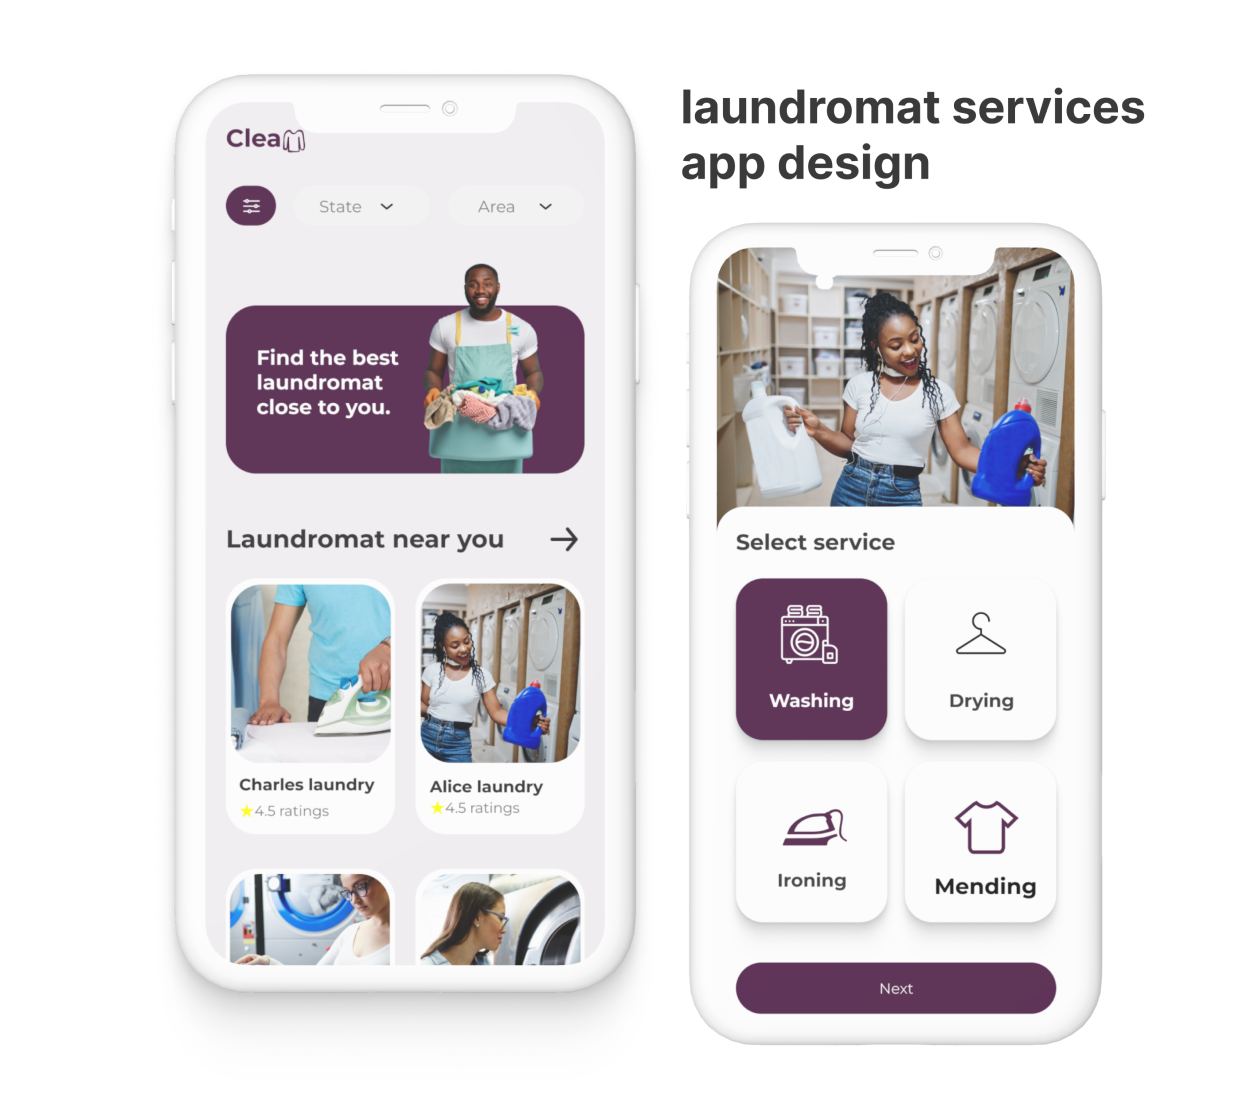 laundromat services
app design
Clea
State
Area
Find the best
laundromat
close to you.
Laundromat near you
Charles laundry
4.5 ratings
Alice laundry
4.5 ratings
Select service
Washing
Drying
Ironing
Mending
Next